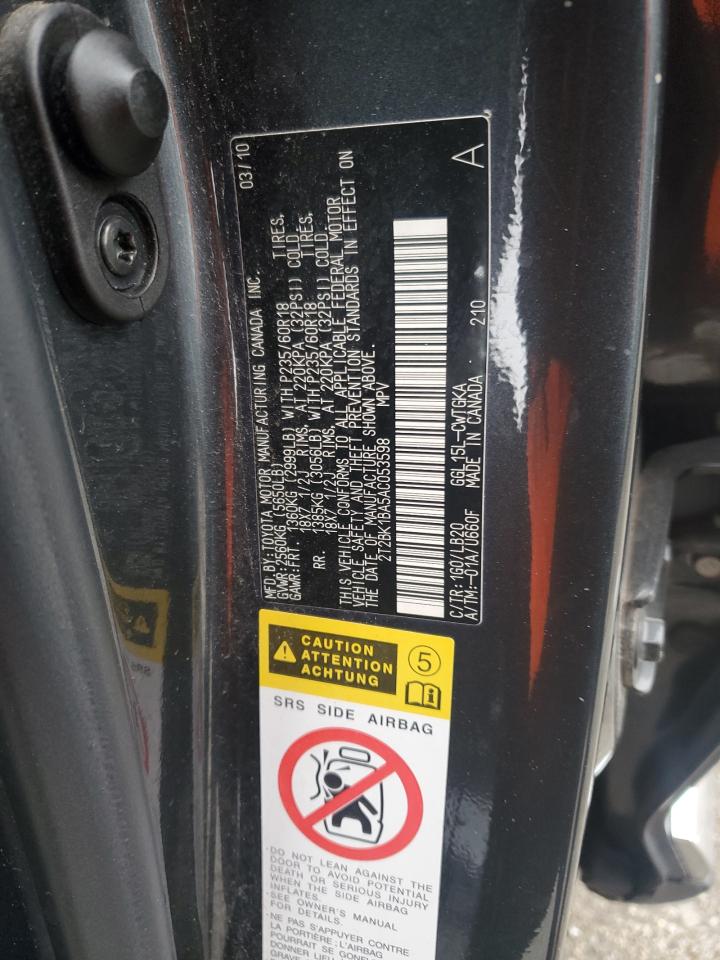 03/10
MFD. BY: TOYOTA MOTOR MANUFACTURING CANADA INC.
GVWR: 2560KG (5650LB)
GAWR: FRT. 1360KG (2999LB) WITH P235/60R18 TIRES,
18X7 1/2J RIMS, AT 220KPA (32PSI) COLD.
RR. 1385KG (3056LB) WITH P235/60R18 TIRES,
18X7 1/2J RIMS, AT 220KPA (32PSI) COLD.
THIS VEHICLE CONFORMS TO ALL APPLICABLE FEDERAL MOTOR
VEHICLE SAFETY AND THEFT PREVENTION STANDARDS IN EFFECT ON
THE DATE OF MANUFACTURE SHOWN ABOVE.
2T2BK1BA5AC053598 MPV
C/TR: 1G0/LB20 GGL15L-CWTGKA
A/TM: -01A/U660F MADE IN CANADA 210
A
CAUTION
ATTENTION
ACHTUNG
5
i
SRS SIDE AIRBAG
·DO NOT LEAN AGAINST THE
DOOR TO AVOID POTENTIAL
DEATH OR SERIOUS INJURY
WHEN THE SIDE AIRBAG
INFLATES.
·SEE OWNER'S MANUAL
FOR DETAILS.
·NE PAS S'APPUYER CONTRE
LA PORTIERE; L'AIRBAG
POURRAIT SE
DONNER
GRAVE